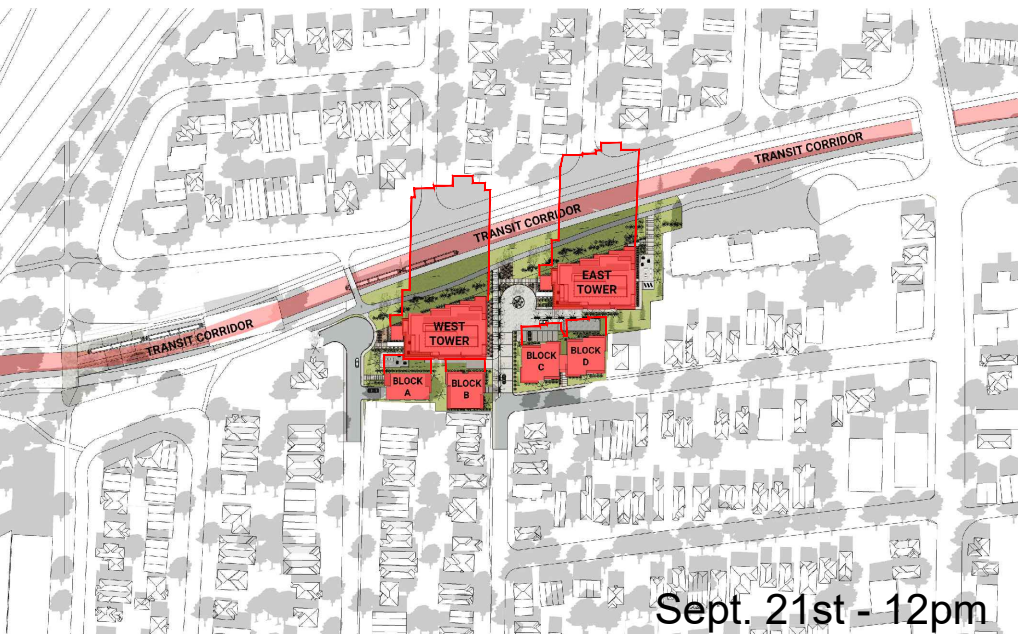 TRANSIT CORRIDOR
TRANSIT CORRIDOR
EAST
TOWER
WEST
TOWER
TRANSIT CORRIDOR
BLOCK
C
BLOCK
D
BLOCK
A
BLOCK
B
Sept. 21st - 12pm